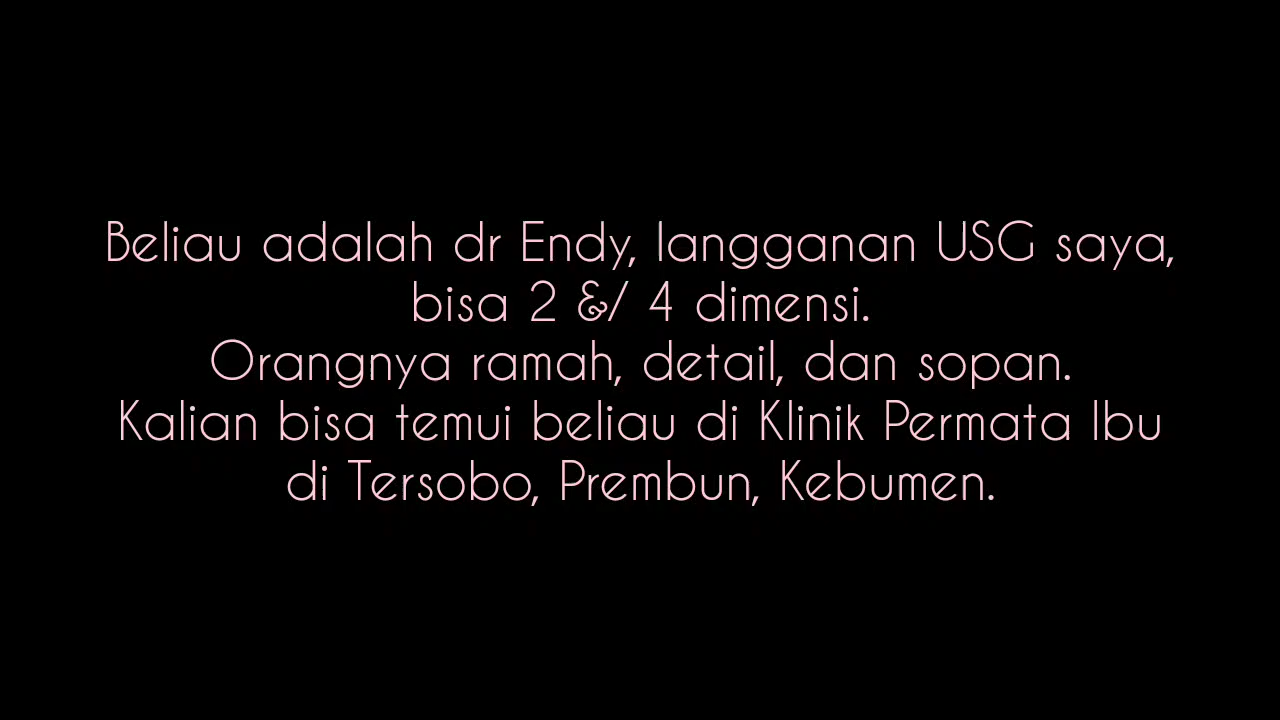 Beliau adalah dr Endy, langganan USG saya,
bisa 2 &/ 4 dimensi.
Orangnya ramah, detail, dan sopan.
Kalian bisa temui beliau di Klinik Permata Ibu
di Tersobo, Prembun, Kebumen.